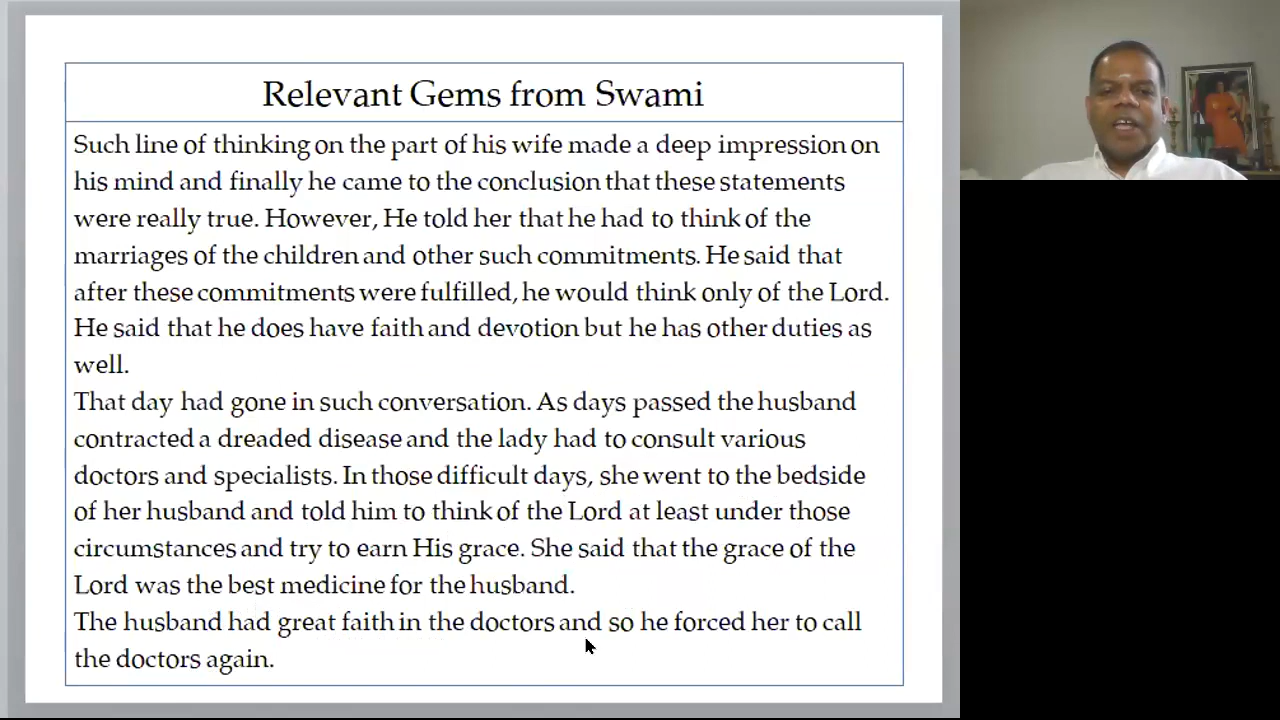 Relevant Gems from Swami
Such line of thinking on the part of his wife made a deep impression on
his mind and finally he came to the conclusion that these statements
were really true. However, He told her that he had to think of the
marriages of the children and other such commitments. He said that
after these commitments were fulfilled, he would think only of the Lord.
He said that he does have faith and devotion but he has other duties as
well.
That day had gone in such conversation. As days passed the husband
contracted a dreaded disease and the lady had to consult various
doctors and specialists. In those difficult days, she went to the bedside
of her husband and told him to think of the Lord at least under those
circumstances and try to earn His grace. She said that the grace of the
Lord was the best medicine for the husband.
The husband had great faith in the doctors and so he forced her to call
the doctors again.